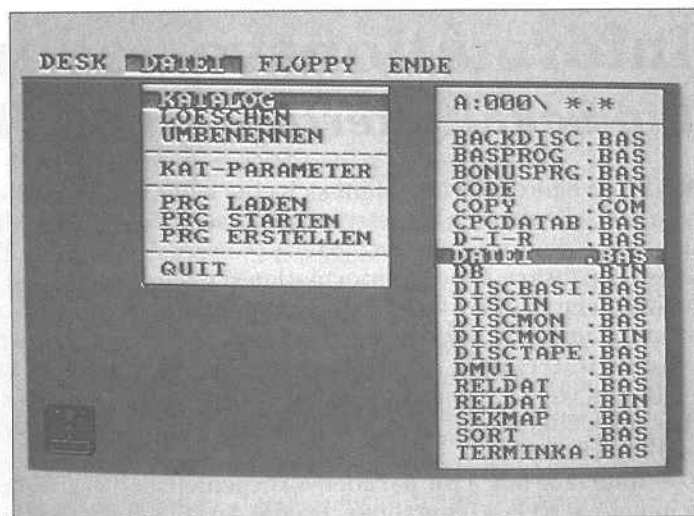 DESK DATEI FLOPPY ENDE
KATALOG
LOESCHEN
UMBENENNEN
KAT-PARAMETER
PRG LADEN
PRG STARTEN
PRG ERSTELLEN
QUIT
A:000\ *.*
BACKDISC.BAS
BASPROG .BAS
BONUSPRG.BAS
CODE .BIN
COPY .COM
CPCDATAB.BAS
D-I-R .BAS
DATEI .BAS
DB .BIN
DISCBASI.BAS
DISCIN .BAS
DISCMON .BAS
DISCMON .BIN
DISCTAPE.BAS
DMV1 .BAS
RELDAT .BAS
RELDAT .BIN
SEKMAP .BAS
SORT .BAS
TERMINKA.BAS